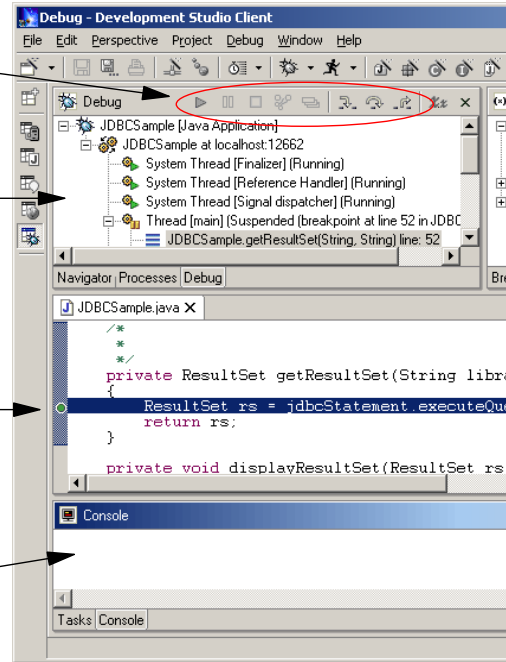 Debug - Development Studio Client
File Edit Perspective Project Debug Window Help
Debug
JDBCSample [Java Application]
JDBCSample at localhost:12662
System Thread [Finalizer] (Running)
System Thread [Reference Handler] (Running)
System Thread [Signal dispatcher] (Running)
Thread [main] (Suspended (breakpoint at line 52 in JDBC
JDBCSample.getResultSet(String, String) line: 52
Navigator Processes Debug
Bre
JDBCSample.java
/*
*
*/
private ResultSet getResultSet(String libra
{
ResultSet rs = jdbcStatement.executeQue
return rs;
}
private void displayResultSet(ResultSet rs
Console
Tasks Console